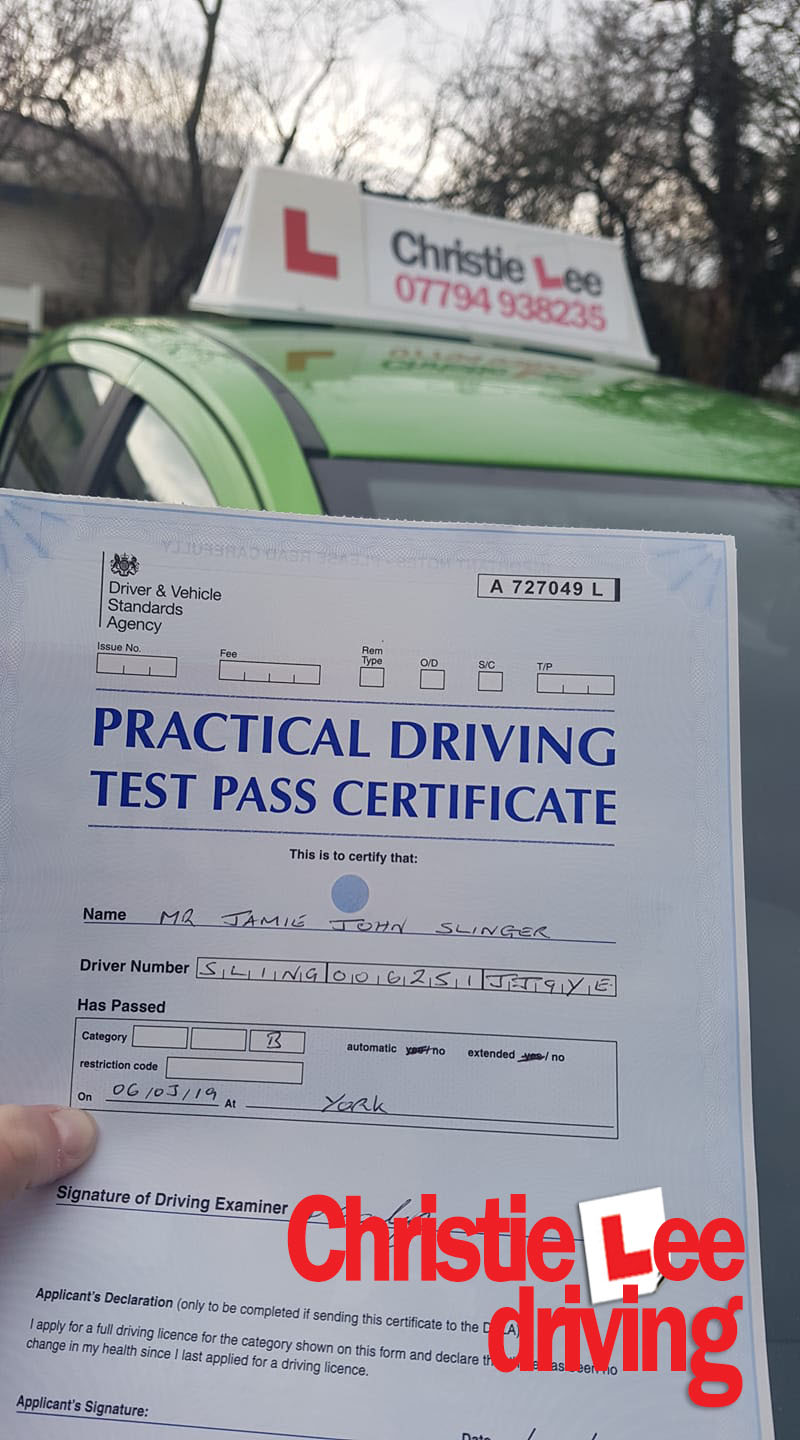 L Christie Lee
07794 938235
Driver & Vehicle
Standards
Agency
A 727049 L
Issue No.
Fee
Rem
Type
O/D
S/C
T/P
PRACTICAL DRIVING
TEST PASS CERTIFICATE
This is to certify that:
Name MR JAMIE JOHN SLINGER
Driver Number SLING 006251 JJ9YE
Has Passed
Category B automatic yes/no extended yes/no
restriction code
On 06/03/19 At YORK
Signature of Driving Examiner
Christie Lee
driving
Applicant's Declaration (only to be completed if sending this certificate to the
I apply for a full driving licence for the category shown on this form and declare no
change in my health since I last applied for a driving licence.
Applicant's Signature:
Date